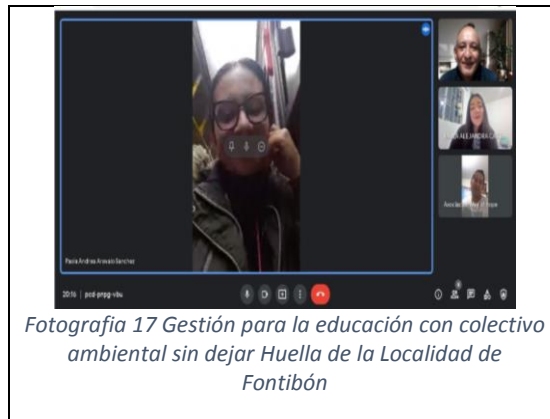 Paola Andrea Arevalo Sanchez
20:16 | pcd-prpg-vbu
Fotografia 17 Gestión para la educación con colectivo
ambiental sin dejar Huella de la Localidad de
Fontibón